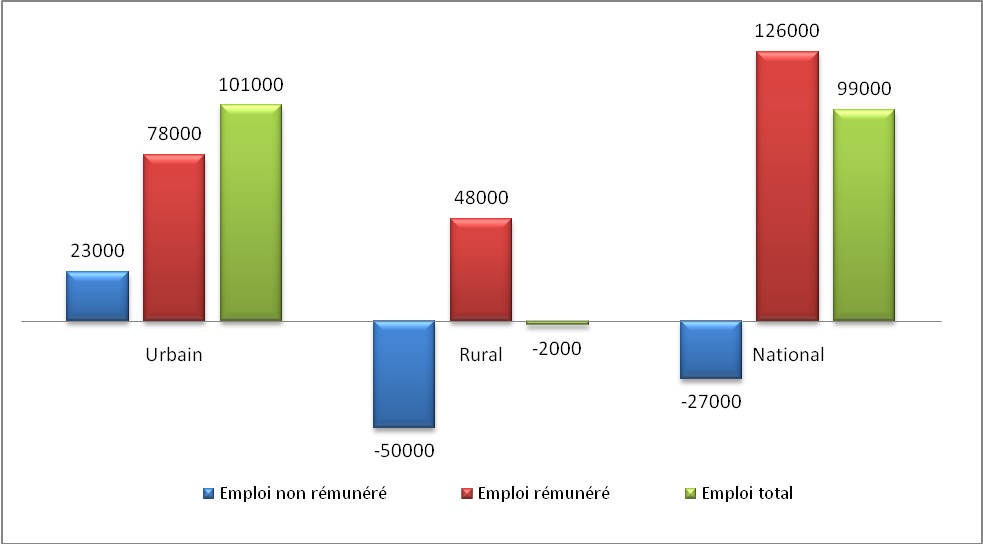 126000
101000
99000
78000
48000
23000
Urbain
Rural
-2000
National
-27000
-50000
Emploi non rémunéré
Emploi rémunéré
Emploi total